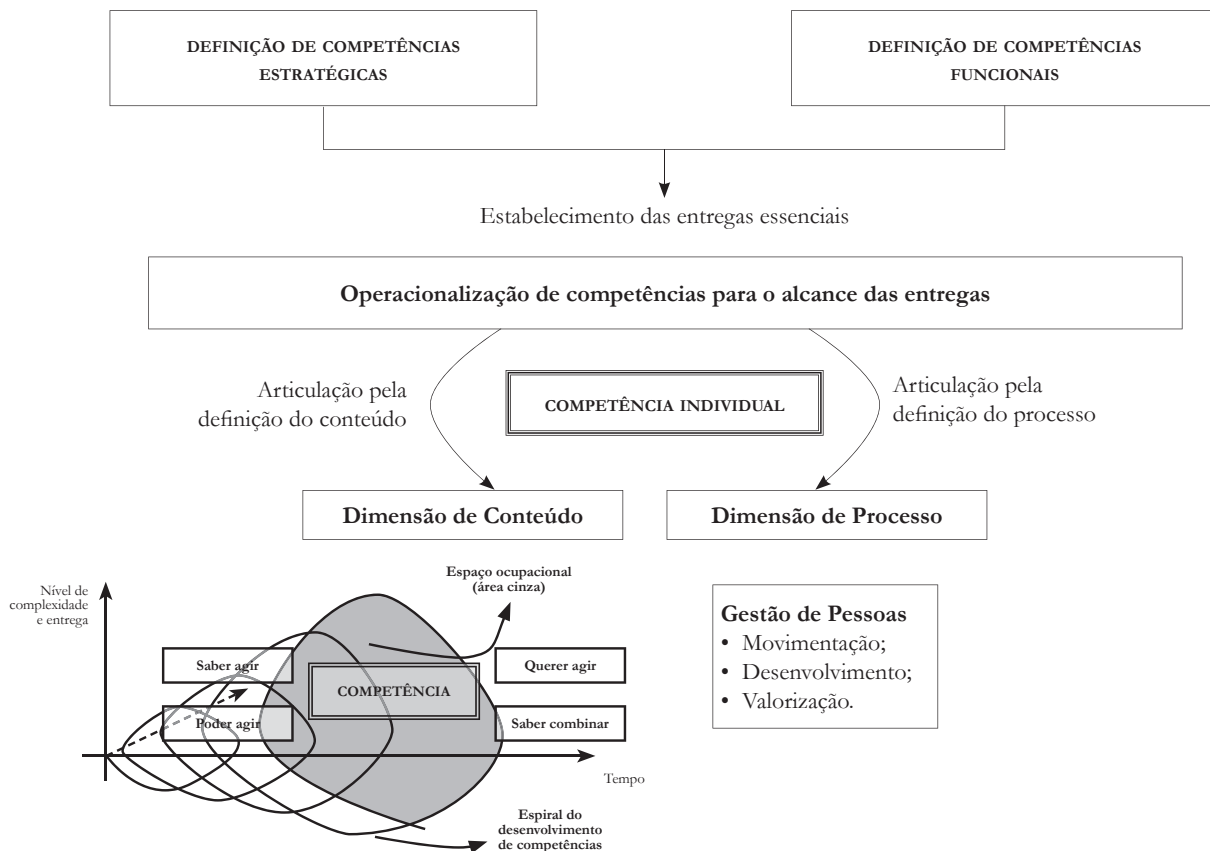 DEFINIÇÃO DE COMPETÊNCIAS
ESTRATÉGICAS
DEFINIÇÃO DE COMPETÊNCIAS
FUNCIONAIS
Estabelecimento das entregas essenciais
Operacionalização de competências para o alcance das entregas
Articulação pela
definição do conteúdo
COMPETÊNCIA INDIVIDUAL
Articulação pela
definição do processo
Dimensão de Conteúdo
Dimensão de Processo
Nível de
complexidade
e entrega
Espaço ocupacional
(área cinza)
Saber agir
Querer agir
COMPETÊNCIA
Poder agir
Saber combinar
Tempo
Espiral do
desenvolvimento
de competências
Gestão de Pessoas
• Movimentação;
• Desenvolvimento;
• Valorização.